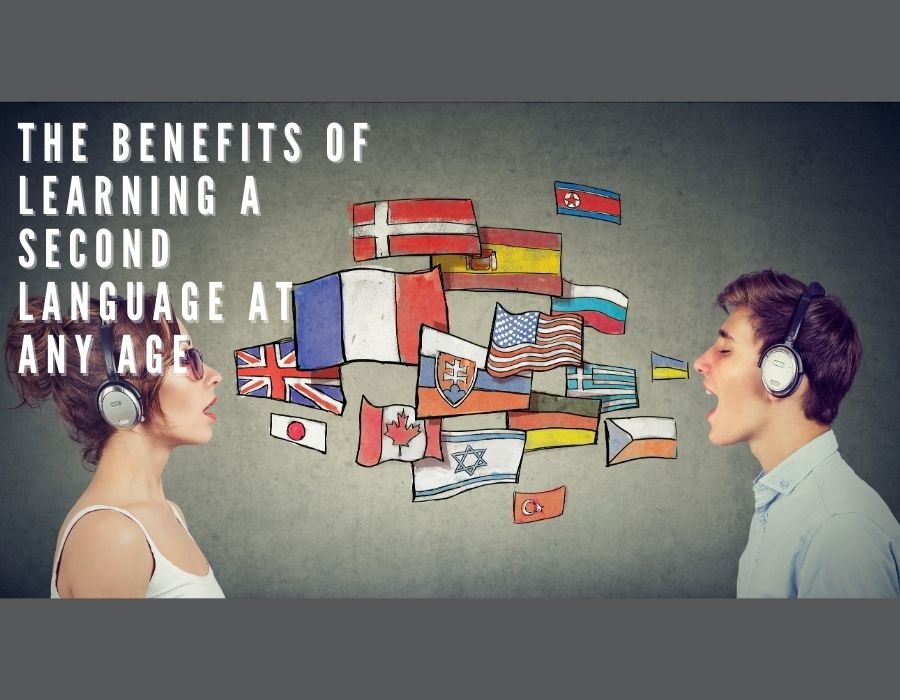 THE BENEFITS OF
LEARNING A
SECOND
LANGUAGE AT
ANY AGE